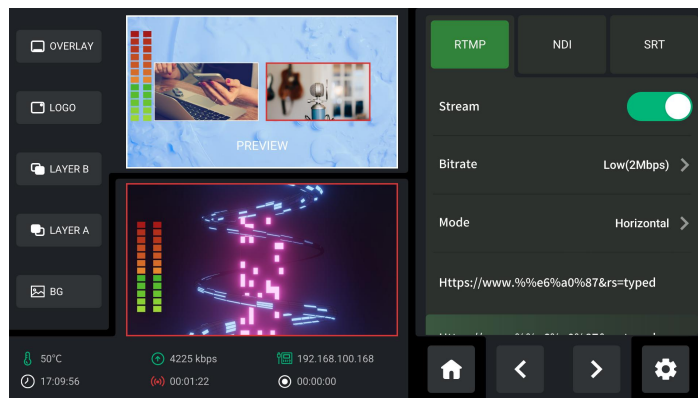 OVERLAY
LOGO
LAYER B
LAYER A
BG
PREVIEW
RTMP NDI SRT
Stream
Bitrate Low(2Mbps)
Mode Horizontal
Https://www.%%e6%a0%87&rs=typed
50°C 4225 kbps 192.168.100.168
17:09:56 00:01:22 00:00:00